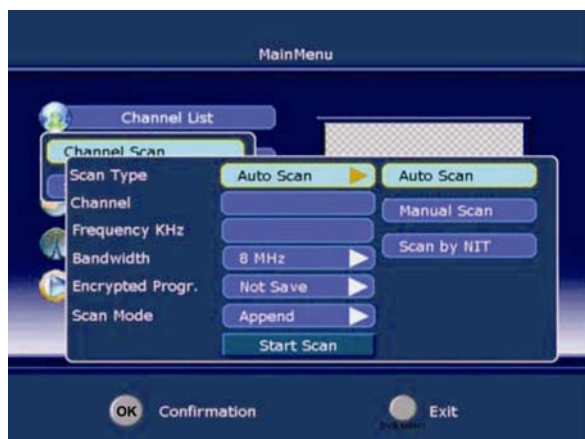 MainMenu
Channel List
Channel Scan
Scan Type
Auto Scan
Auto Scan
Channel
Manual Scan
Frequency KHz
Scan by NIT
Bandwidth
8 MHz
Encrypted Progr.
Not Save
Scan Mode
Append
Start Scan
OK
Confirmation
Exit